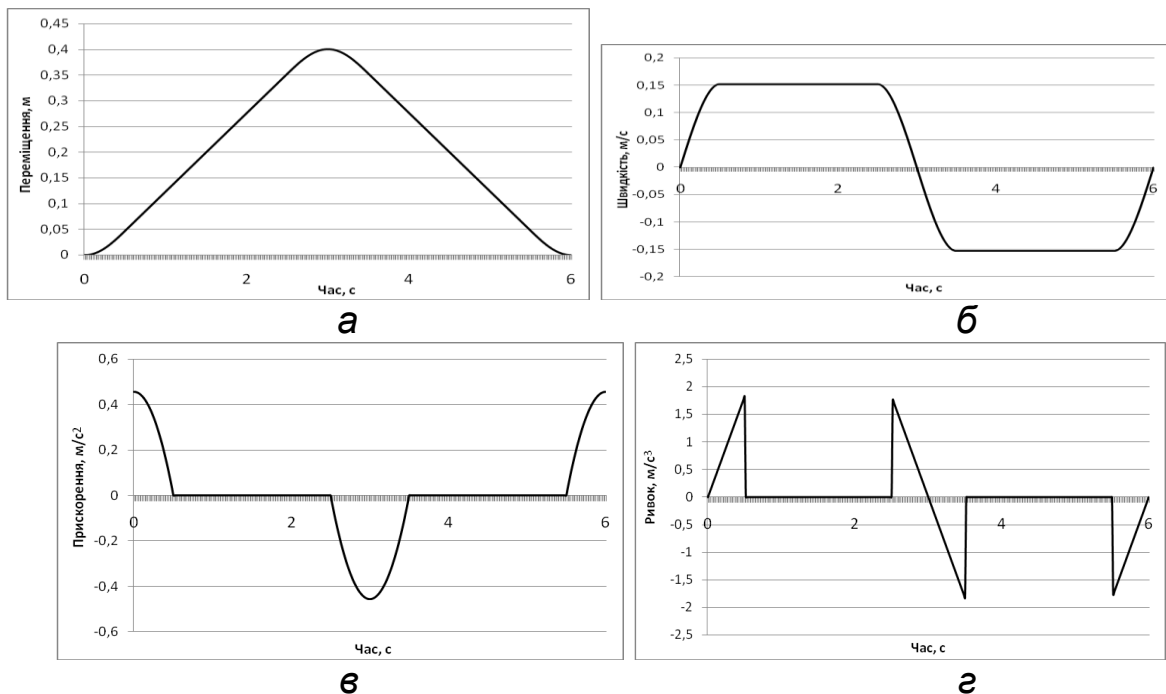 Переміщення, м
0,45
0,4
0,35
0,3
0,25
0,2
0,15
0,1
0,05
0
0 2 4 6
Час, с
а
Швидкість, м/с
0,2
0,15
0,1
0,05
0
-0,05
-0,1
-0,15
-0,2
0 2 4 6
Час, с
б
Прискорення, м/с²
0,6
0,4
0,2
0
-0,2
-0,4
-0,6
0 2 4 6
Час, с
в
Ривок, м/с³
2,5
2
1,5
1
0,5
0
-0,5
-1
-1,5
-2
-2,5
0 2 4 6
Час, с
г